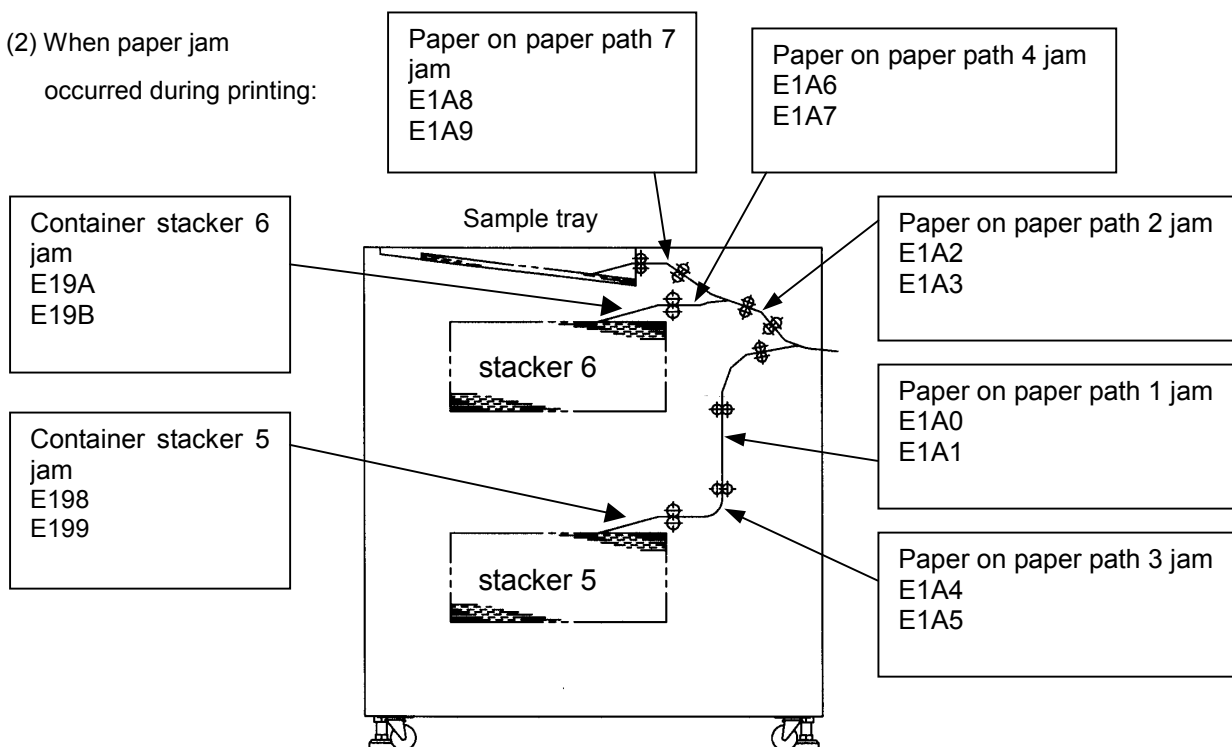 (2) When paper jam
occurred during printing:
Paper on paper path 7
jam
E1A8
E1A9
Paper on paper path 4 jam
E1A6
E1A7
Container stacker 6
jam
E19A
E19B
Sample tray
Paper on paper path 2 jam
E1A2
E1A3
stacker 6
Paper on paper path 1 jam
E1A0
E1A1
Container stacker 5
jam
E198
E199
stacker 5
Paper on paper path 3 jam
E1A4
E1A5